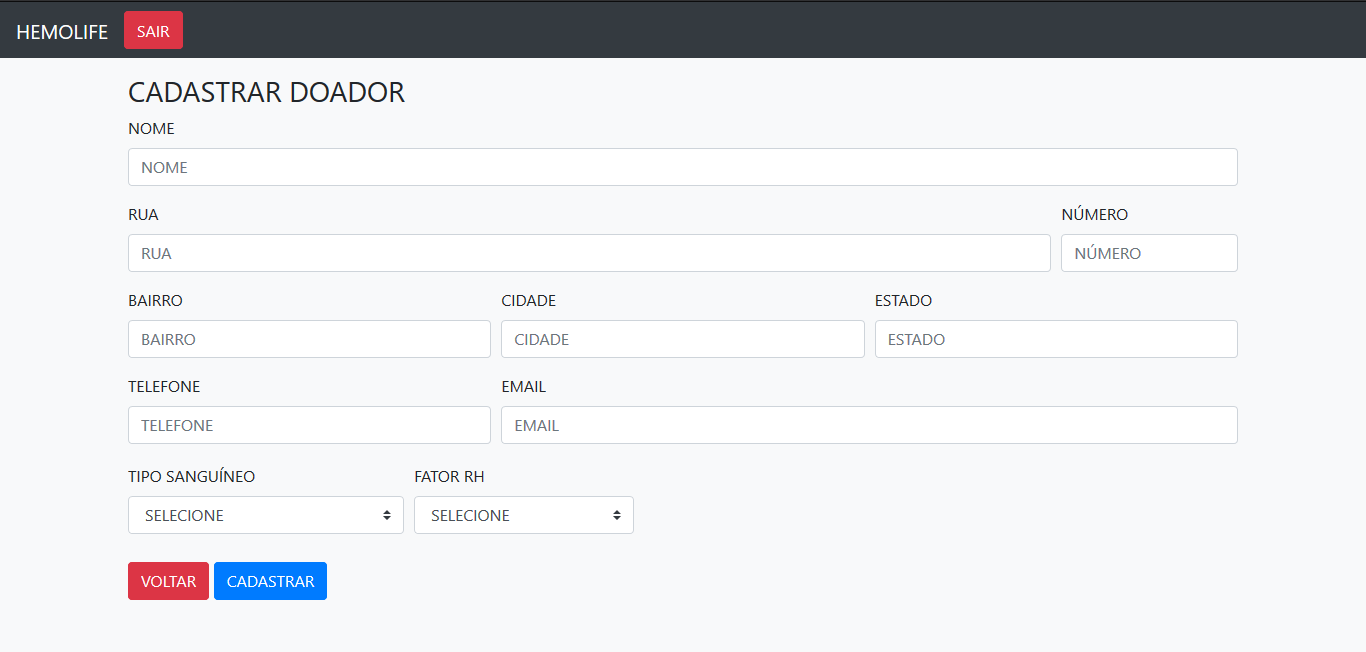 HEMOLIFE SAIR
CADASTRAR DOADOR
NOME
NOME
RUA NÚMERO
RUA NÚMERO
BAIRRO CIDADE ESTADO
BAIRRO CIDADE ESTADO
TELEFONE EMAIL
TELEFONE EMAIL
TIPO SANGUÍNEO FATOR RH
SELECIONE SELECIONE
VOLTAR CADASTRAR